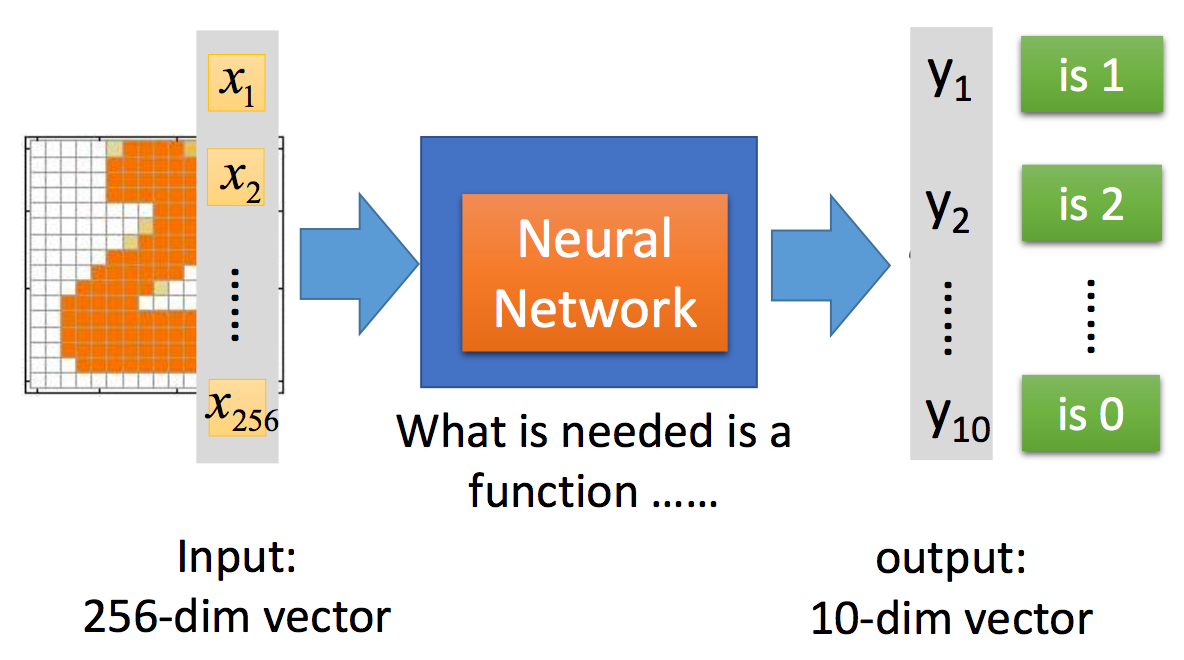 x1
x2
......
x256
Neural
Network
What is needed is a
function ......
y1
y2
......
y10
is 1
is 2
......
is 0
Input:
256-dim vector
output:
10-dim vector